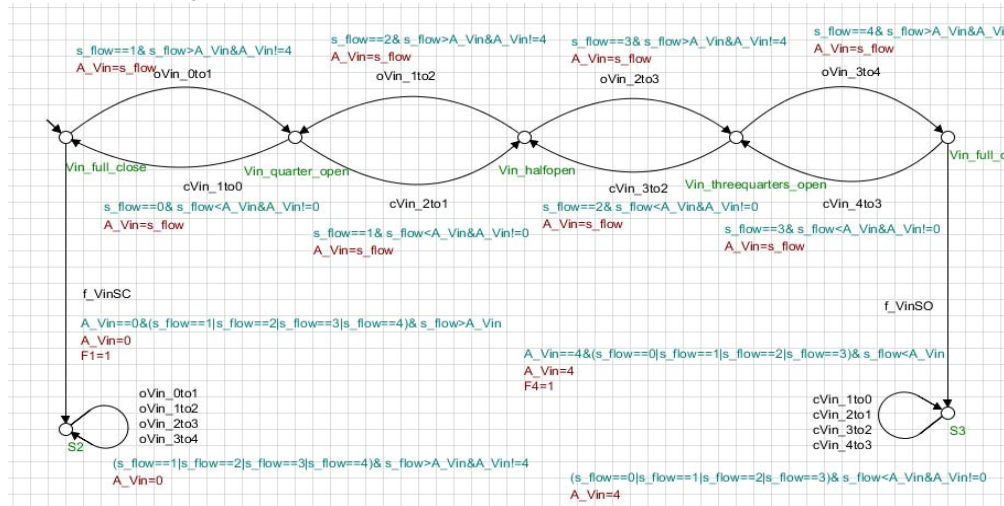 s_flow==1& s_flow>A_Vin&A_Vin!=4
A_Vin=s_flow
oVin_0to1
s_flow==2& s_flow>A_Vin&A_Vin!=4
A_Vin=s_flow
oVin_1to2
s_flow==3& s_flow>A_Vin&A_Vin!=4
A_Vin=s_flow
oVin_2to3
s_flow==4& s_flow>A_Vin&A_Vi
A_Vin=s_flow
oVin_3to4
Vin_full_close
Vin_quarter_open
Vin_halfopen
Vin_threequarters_open
Vin_full_
cVin_1to0
s_flow==0& s_flow<A_Vin&A_Vin!=0
A_Vin=s_flow
cVin_2to1
s_flow==1& s_flow<A_Vin&A_Vin!=0
A_Vin=s_flow
cVin_3to2
s_flow==2& s_flow<A_Vin&A_Vin!=0
A_Vin=s_flow
cVin_4to3
s_flow==3& s_flow<A_Vin&A_Vin!=0
A_Vin=s_flow
f_VinSC
A_Vin==0&(s_flow==1|s_flow==2|s_flow==3|s_flow==4)& s_flow>A_Vin
A_Vin=0
F1=1
f_VinSO
A_Vin==4&(s_flow==0|s_flow==1|s_flow==2|s_flow==3)& s_flow<A_Vin
A_Vin=4
F4=1
oVin_0to1
oVin_1to2
oVin_2to3
oVin_3to4
S2
(s_flow==1|s_flow==2|s_flow==3|s_flow==4)& s_flow>A_Vin&A_Vin!=4
A_Vin=0
cVin_1to0
cVin_2to1
cVin_3to2
cVin_4to3
S3
(s_flow==0|s_flow==1|s_flow==2|s_flow==3)& s_flow<A_Vin&A_Vin!=0
A_Vin=4